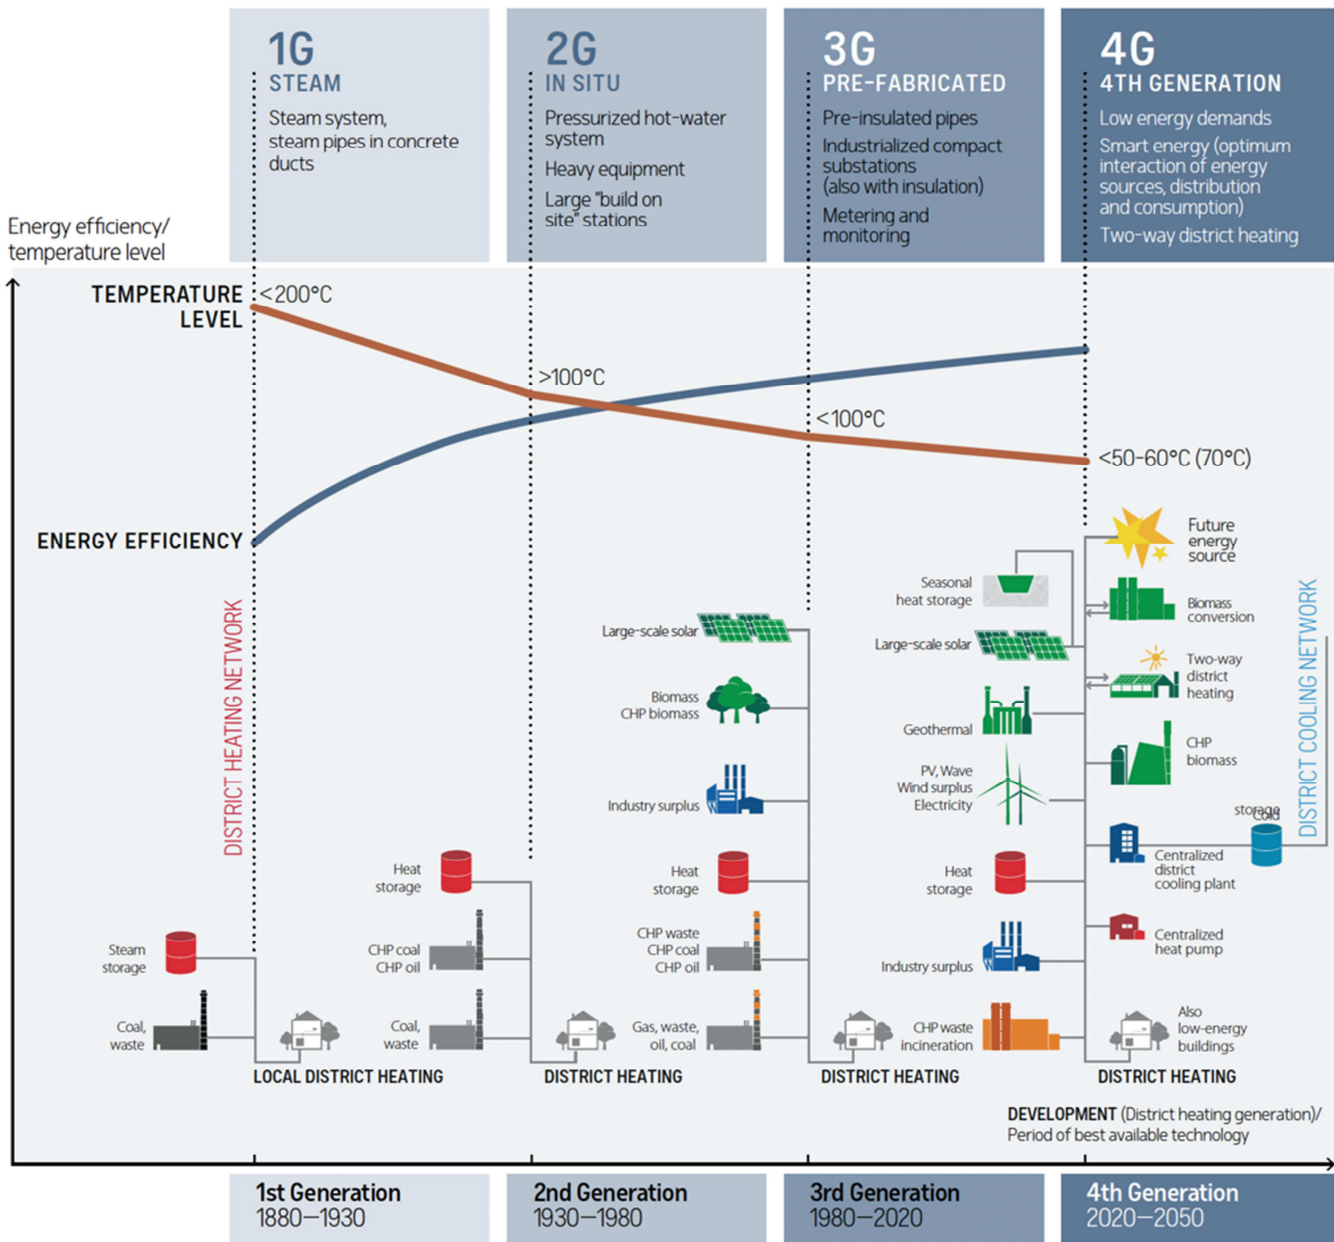 1G
STEAM
Steam system,
steam pipes in concrete
ducts
2G
IN SITU
Pressurized hot-water
system
Heavy equipment
Large "build on
site" stations
3G
PRE-FABRICATED
Pre-insulated pipes
Industrialized compact
substations
(also with insulation)
Metering and
monitoring
4G
4TH GENERATION
Low energy demands
Smart energy (optimum
interaction of energy
sources, distribution
and consumption)
Two-way district heating
Energy efficiency/
temperature level
TEMPERATURE
LEVEL
<200°C
>100°C
<100°C
<50-60°C (70°C)
ENERGY EFFICIENCY
DISTRICT HEATING NETWORK
Steam
storage
Coal,
waste
LOCAL DISTRICT HEATING
Heat
storage
CHP coal
CHP oil
Coal,
waste
DISTRICT HEATING
Large-scale solar
Biomass
CHP biomass
Industry surplus
Heat
storage
CHP waste
CHP coal
CHP oil
Gas, waste,
oil, coal
DISTRICT HEATING
Seasonal
heat storage
Large-scale solar
Geothermal
PV, Wave
Wind surplus
Electricity
Heat
storage
Industry surplus
CHP waste
incineration
Future
energy
source
Biomass
conversion
Two-way
district
heating
CHP
biomass
storage
Cold
Centralized
district
cooling plant
Centralized
heat pump
Also
low-energy
buildings
DISTRICT HEATING
DISTRICT COOLING NETWORK
DEVELOPMENT (District heating generation)/
Period of best available technology
1st Generation
1880–1930
2nd Generation
1930–1980
3rd Generation
1980–2020
4th Generation
2020–2050